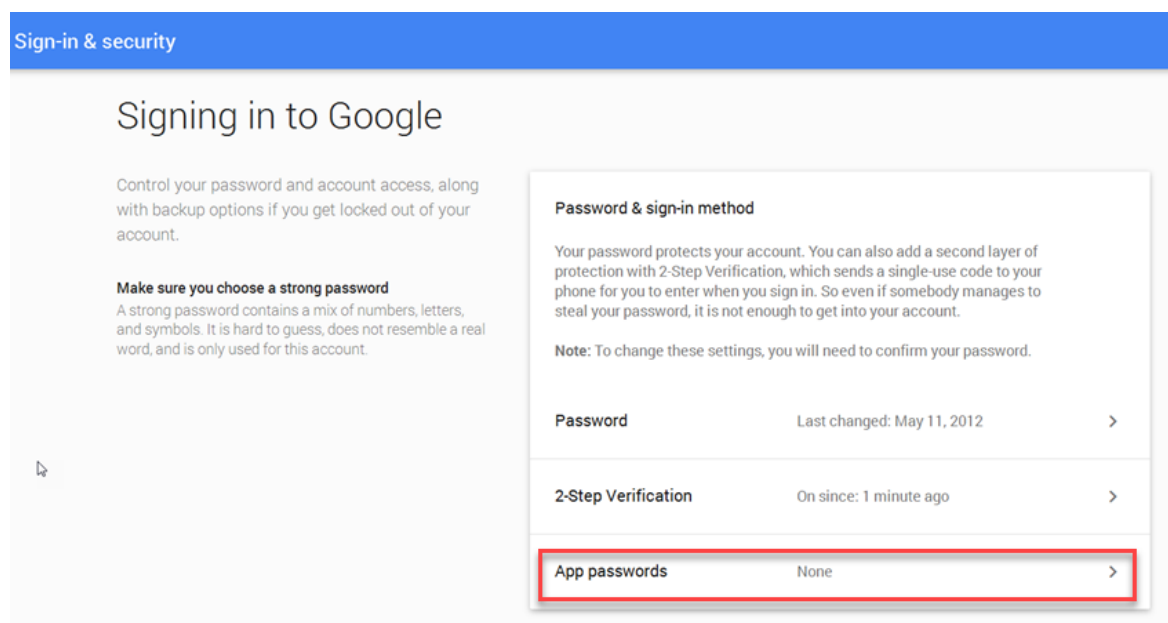 Sign-in & security
Signing in to Google
Control your password and account access, along
with backup options if you get locked out of your
account.
Make sure you choose a strong password
A strong password contains a mix of numbers, letters,
and symbols. It is hard to guess, does not resemble a real
word, and is only used for this account.
Password & sign-in method
Your password protects your account. You can also add a second layer of
protection with 2-Step Verification, which sends a single-use code to your
phone for you to enter when you sign in. So even if somebody manages to
steal your password, it is not enough to get into your account.
Note: To change these settings, you will need to confirm your password.
Password Last changed: May 11, 2012
2-Step Verification On since: 1 minute ago
App passwords None